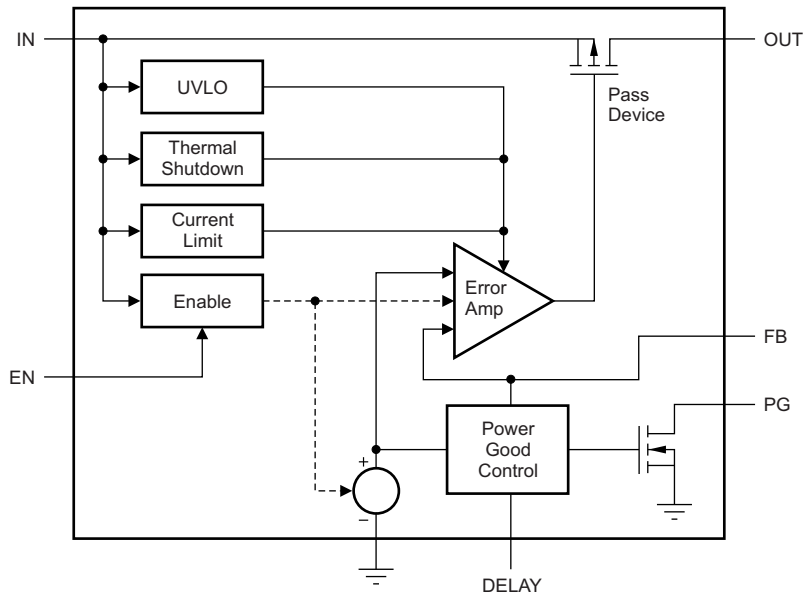 IN
OUT
UVLO
Pass
Device
Thermal
Shutdown
Current
Limit
Error
Amp
Enable
FB
EN
PG
Power
Good
Control
+
−
DELAY